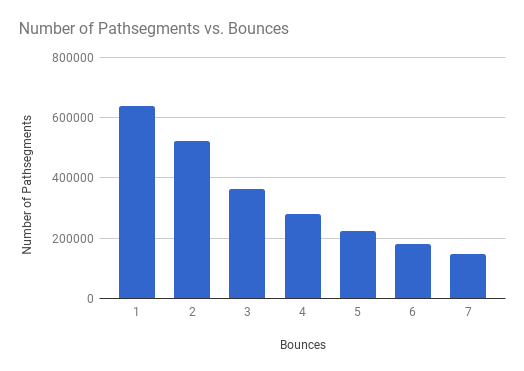 Number of Pathsegments vs. Bounces
800000
600000
400000
200000
0
Number of Pathsegments
1 2 3 4 5 6 7
Bounces